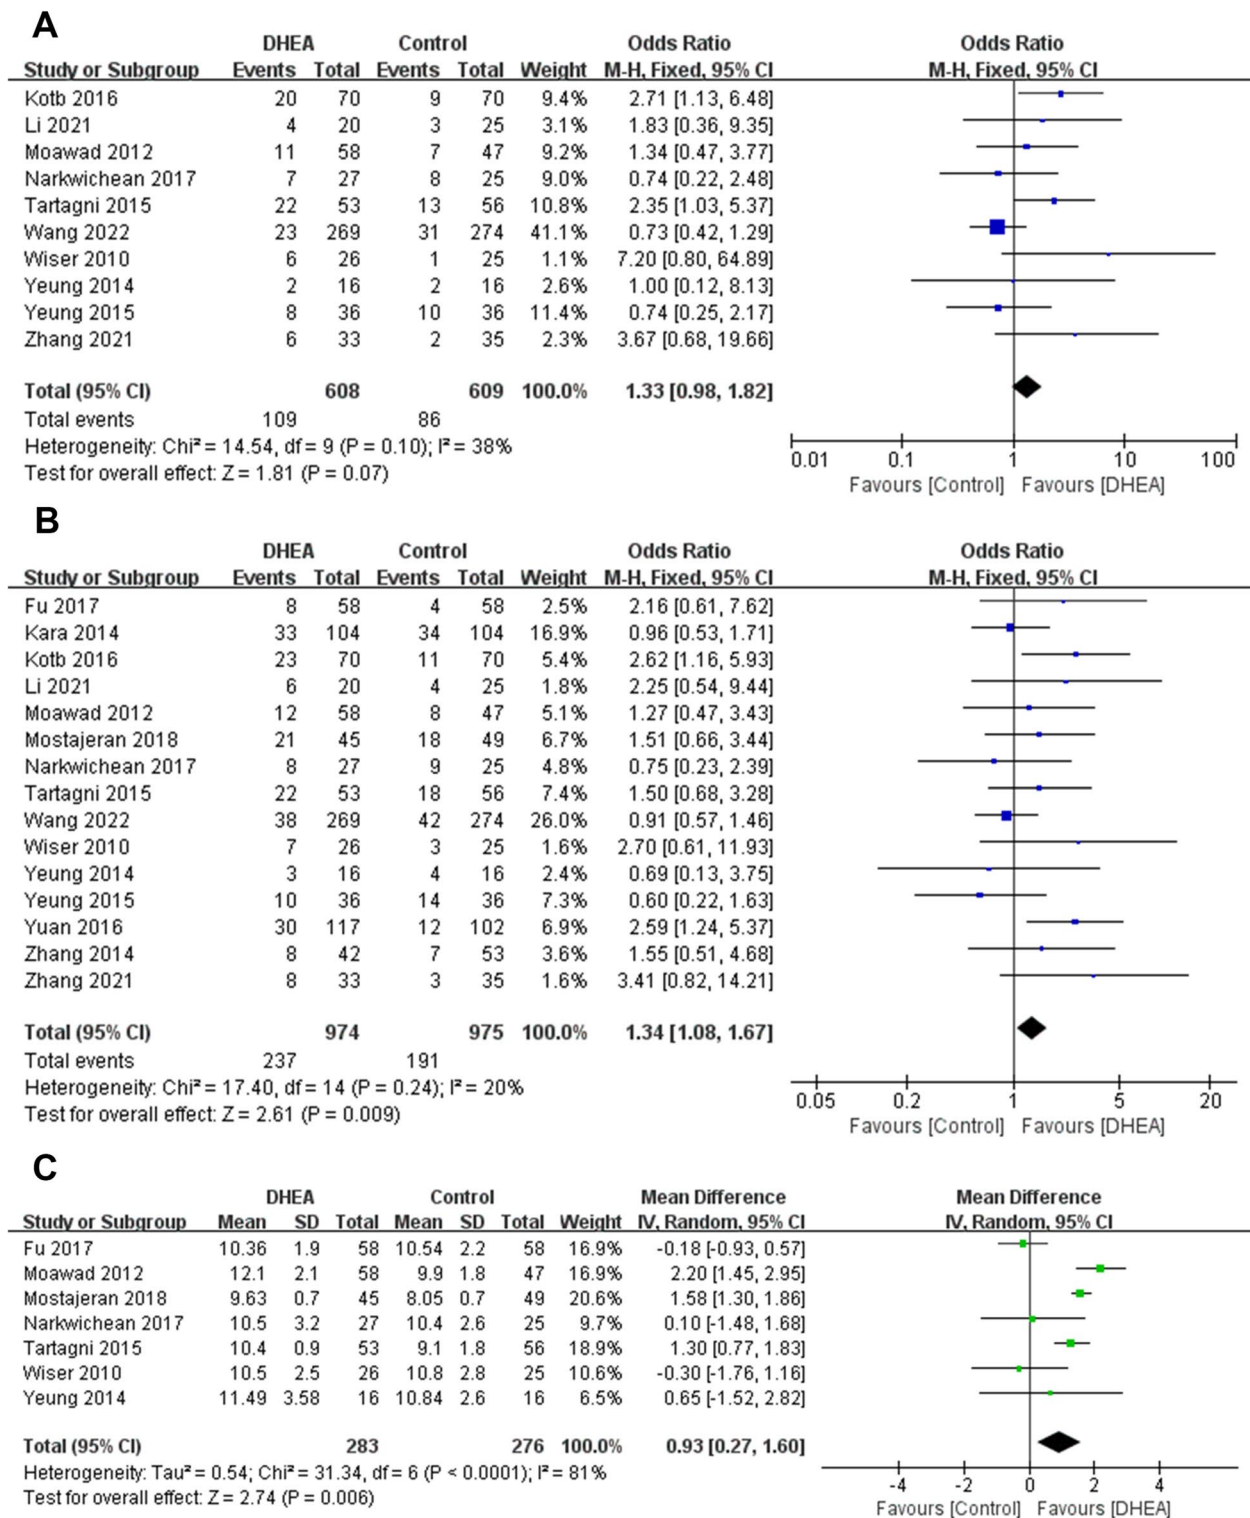 A
DHEA Control Odds Ratio Odds Ratio
Study or Subgroup Events Total Events Total Weight M-H, Fixed, 95% CI M-H, Fixed, 95% CI
Kotb 2016 20 70 9 70 9.4% 2.71 [1.13, 6.48]
Li 2021 4 20 3 25 3.1% 1.83 [0.36, 9.35]
Moawad 2012 11 58 7 47 9.2% 1.34 [0.47, 3.77]
Narkwichean 2017 7 27 8 25 9.0% 0.74 [0.22, 2.48]
Tartagni 2015 22 53 13 56 10.8% 2.35 [1.03, 5.37]
Wang 2022 23 269 31 274 41.1% 0.73 [0.42, 1.29]
Wiser 2010 6 26 1 25 1.1% 7.20 [0.80, 64.89]
Yeung 2014 2 16 2 16 2.6% 1.00 [0.12, 8.13]
Yeung 2015 8 36 10 36 11.4% 0.74 [0.25, 2.17]
Zhang 2021 6 33 2 35 2.3% 3.67 [0.68, 19.66]
Total (95% CI) 608 609 100.0% 1.33 [0.98, 1.82]
Total events 109 86
Heterogeneity: Chi² = 14.54, df = 9 (P = 0.10); I² = 38%
Test for overall effect: Z = 1.81 (P = 0.07)
0.01 0.1 1 10 100
Favours [Control] Favours [DHEA]
B
DHEA Control Odds Ratio Odds Ratio
Study or Subgroup Events Total Events Total Weight M-H, Fixed, 95% CI M-H, Fixed, 95% CI
Fu 2017 8 58 4 58 2.5% 2.16 [0.61, 7.62]
Kara 2014 33 104 34 104 16.9% 0.96 [0.53, 1.71]
Kotb 2016 23 70 11 70 5.4% 2.62 [1.16, 5.93]
Li 2021 6 20 4 25 1.8% 2.25 [0.54, 9.44]
Moawad 2012 12 58 8 47 5.1% 1.27 [0.47, 3.43]
Mostajeran 2018 21 45 18 49 6.7% 1.51 [0.66, 3.44]
Narkwichean 2017 8 27 9 25 4.8% 0.75 [0.23, 2.39]
Tartagni 2015 22 53 18 56 7.4% 1.50 [0.68, 3.28]
Wang 2022 38 269 42 274 26.0% 0.91 [0.57, 1.46]
Wiser 2010 7 26 3 25 1.6% 2.70 [0.61, 11.93]
Yeung 2014 3 16 4 16 2.4% 0.69 [0.13, 3.75]
Yeung 2015 10 36 14 36 7.3% 0.60 [0.22, 1.63]
Yuan 2016 30 117 12 102 6.9% 2.59 [1.24, 5.37]
Zhang 2014 8 42 7 53 3.6% 1.55 [0.51, 4.68]
Zhang 2021 8 33 3 35 1.6% 3.41 [0.82, 14.21]
Total (95% CI) 974 975 100.0% 1.34 [1.08, 1.67]
Total events 237 191
Heterogeneity: Chi² = 17.40, df = 14 (P = 0.24); I² = 20%
Test for overall effect: Z = 2.61 (P = 0.009)
0.05 0.2 1 5 20
Favours [Control] Favours [DHEA]
C
DHEA Control Mean Difference Mean Difference
Study or Subgroup Mean SD Total Mean SD Total Weight IV, Random, 95% CI IV, Random, 95% CI
Fu 2017 10.36 1.9 58 10.54 2.2 58 16.9% -0.18 [-0.93, 0.57]
Moawad 2012 12.1 2.1 58 9.9 1.8 47 16.9% 2.20 [1.45, 2.95]
Mostajeran 2018 9.63 0.7 45 8.05 0.7 49 20.6% 1.58 [1.30, 1.86]
Narkwichean 2017 10.5 3.2 27 10.4 2.6 25 9.7% 0.10 [-1.48, 1.68]
Tartagni 2015 10.4 0.9 53 9.1 1.8 56 18.9% 1.30 [0.77, 1.83]
Wiser 2010 10.5 2.5 26 10.8 2.8 25 10.6% -0.30 [-1.76, 1.16]
Yeung 2014 11.49 3.58 16 10.84 2.6 16 6.5% 0.65 [-1.52, 2.82]
Total (95% CI) 283 276 100.0% 0.93 [0.27, 1.60]
Heterogeneity: Tau² = 0.54; Chi² = 31.34, df = 6 (P < 0.0001); I² = 81%
Test for overall effect: Z = 2.74 (P = 0.006)
-4 -2 0 2 4
Favours [Control] Favours [DHEA]